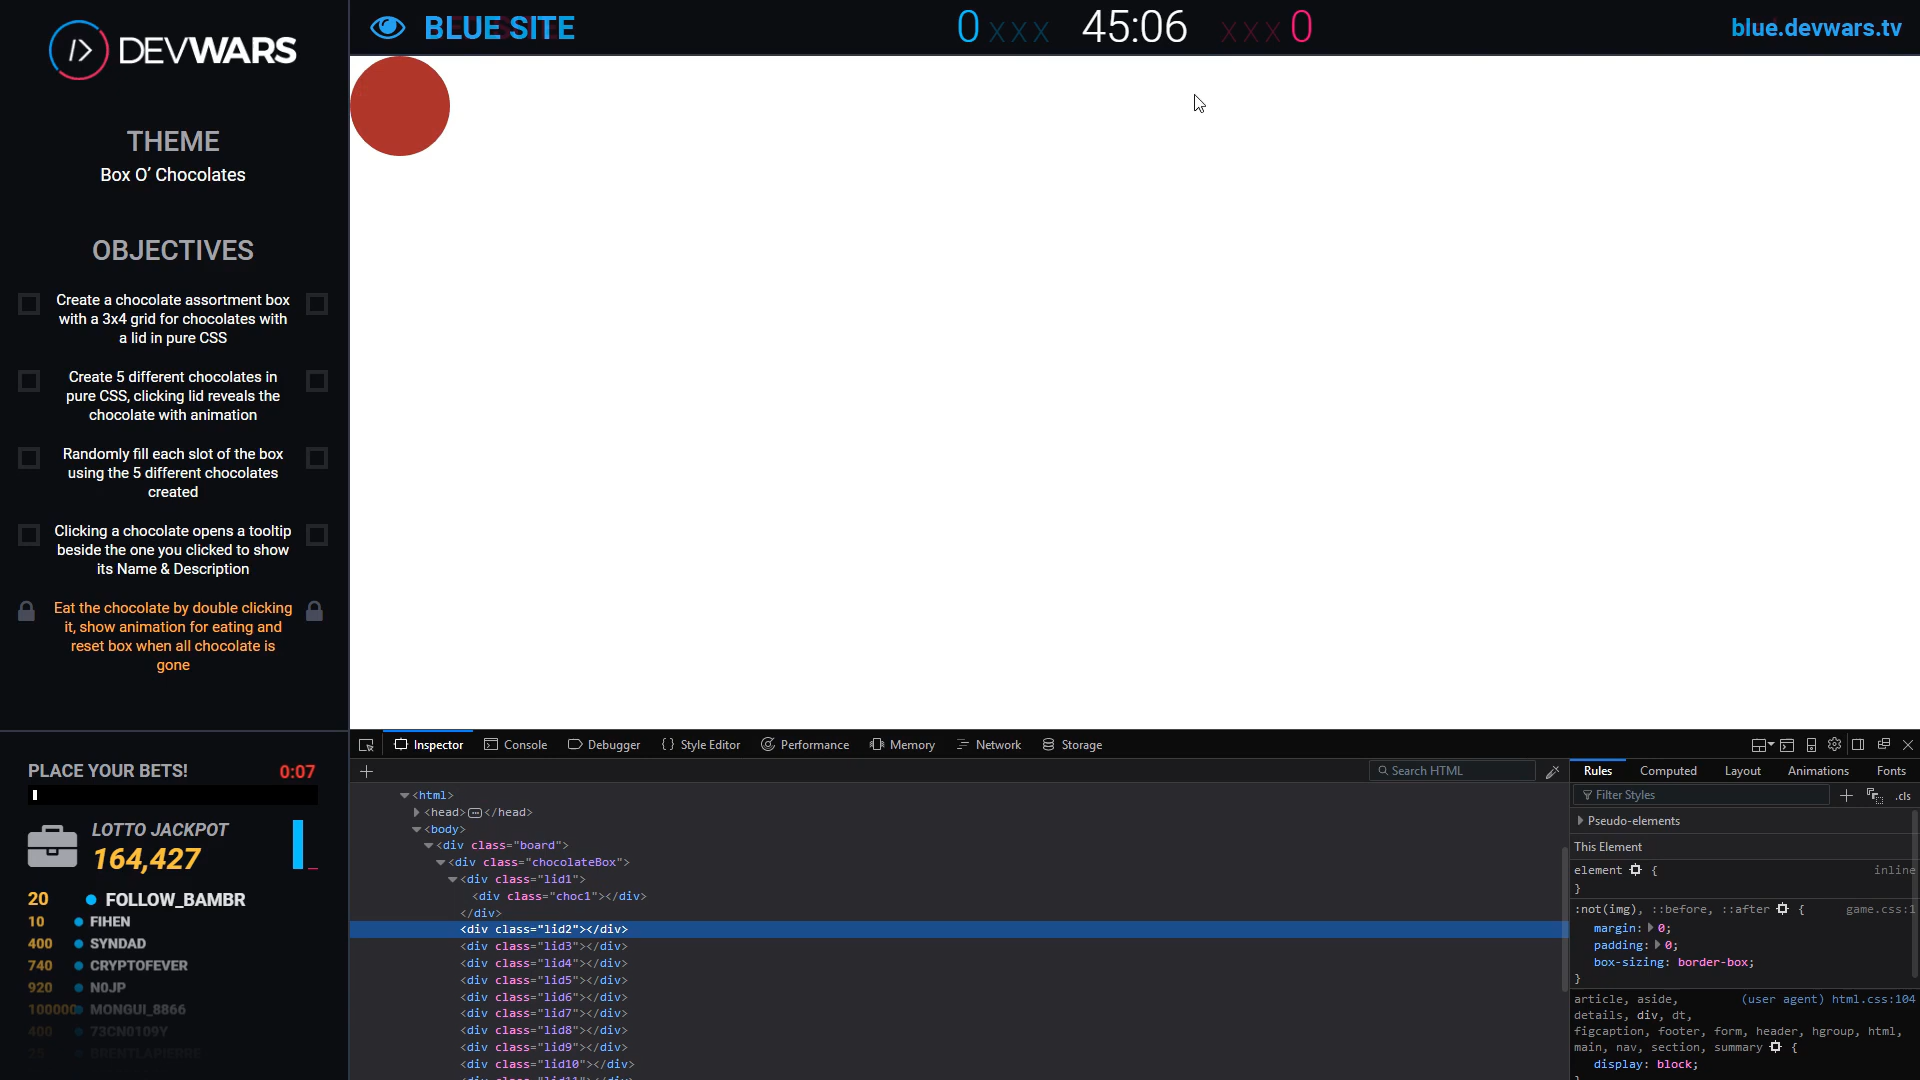 DEVWARS
BLUE SITE
0 XXX 45:06 XXX 0
blue.devwars.tv
THEME
Box O' Chocolates
OBJECTIVES
Create a chocolate assortment box
with a 3x4 grid for chocolates with
a lid in pure CSS
Create 5 different chocolates in
pure CSS, clicking lid reveals the
chocolate with animation
Randomly fill each slot of the box
using the 5 different chocolates
created
Clicking a chocolate opens a tooltip
beside the one you clicked to show
its Name & Description
Eat the chocolate by double clicking
it, show animation for eating and
reset box when all chocolate is
gone
PLACE YOUR BETS! 0:07
LOTTO JACKPOT
164,427
20 FOLLOW_BAMBR
10 FIHEN
400 SYNDAD
740 CRYPTOFEVER
920 N0JP
100000 MONGUI_8866
400 73CN0109Y
BRENTLAPIERRE
Inspector Console Debugger Style Editor Performance Memory Network Storage
Search HTML
<html>
<head></head>
<body>
<div class="board">
<div class="chocolateBox">
<div class="lid1">
<div class="choc1"></div>
</div>
<div class="lid2"></div>
<div class="lid3"></div>
<div class="lid4"></div>
<div class="lid5"></div>
<div class="lid6"></div>
<div class="lid7"></div>
<div class="lid8"></div>
<div class="lid9"></div>
<div class="lid10"></div>
<div class="lid11"></div>
Rules Computed Layout Animations Fonts
Filter Styles .cls
Pseudo-elements
This Element
element { inline
}
:not(img), ::before, ::after { game.css:1
margin: 0;
padding: 0;
box-sizing: border-box;
}
article, aside, (user agent) html.css:104
details, div, dt,
figcaption, footer, form, header, hgroup, html,
main, nav, section, summary {
display: block;
}